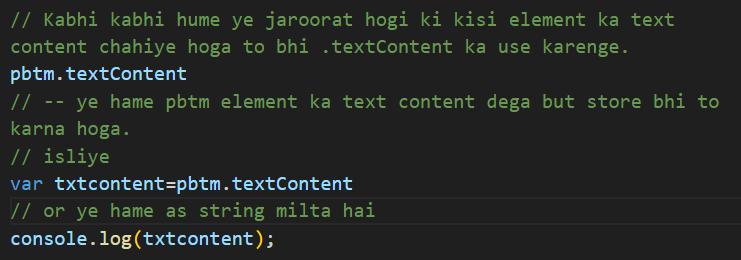 // Kabhi kabhi hume ye jaroorat hogi ki kisi element ka text
content chahiye hoga to bhi .textContent ka use karenge.
pbtm.textContent
// -- ye hame pbtm element ka text content dega but store bhi to
karna hoga.
// isliye
var txtcontent=pbtm.textContent
// or ye hame as string milta hai
console.log(txtcontent);